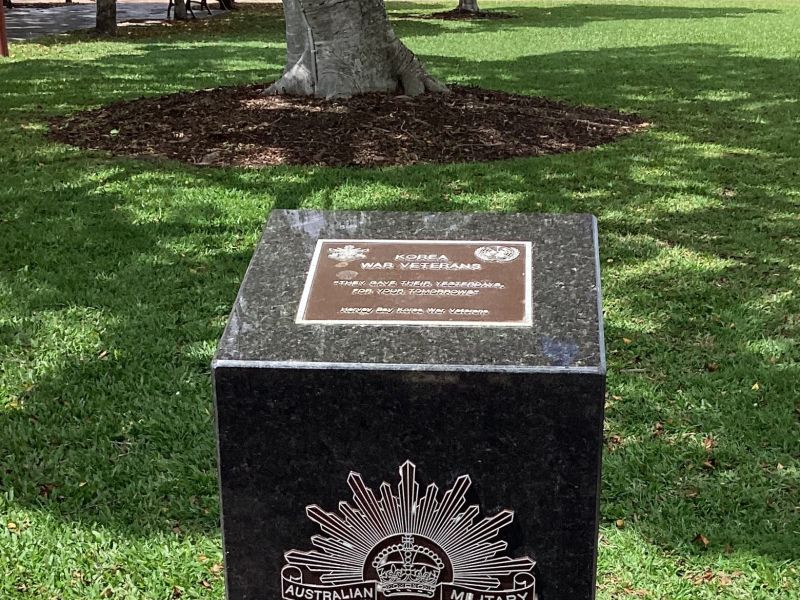 KOREA
WAR VETERANS
"THEY GAVE THEIR YESTERDAYS,
FOR YOUR TOMORROWS"
Hervey Bay Korea War Veterans
AUSTRALIAN MILITARY